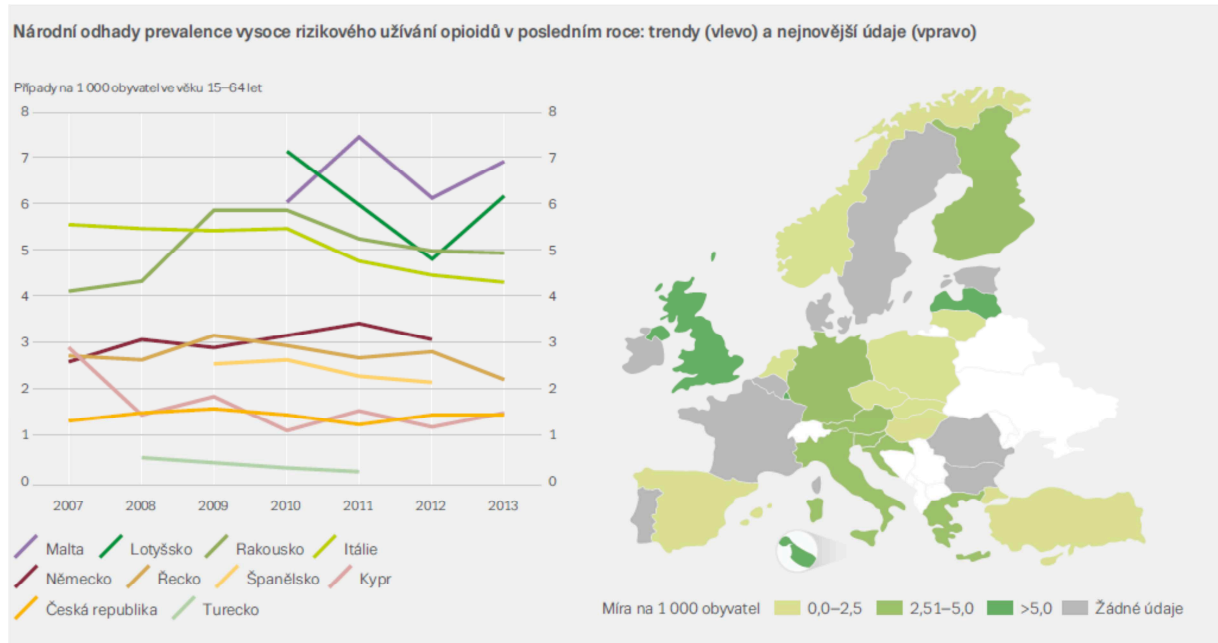 Národní odhady prevalence vysoce rizikového užívání opioidů v posledním roce: trendy (vlevo) a nejnovější údaje (vpravo)
Případy na 1 000 obyvatel ve věku 15–64 let
8 8
7 7
6 6
5 5
4 4
3 3
2 2
1 1
0 0
2007 2008 2009 2010 2011 2012 2013
Malta Lotyšsko Rakousko Itálie
Německo Řecko Španělsko Kypr
Česká republika Turecko
Míra na 1 000 obyvatel 0,0–2,5 2,51–5,0 >5,0 Žádné údaje